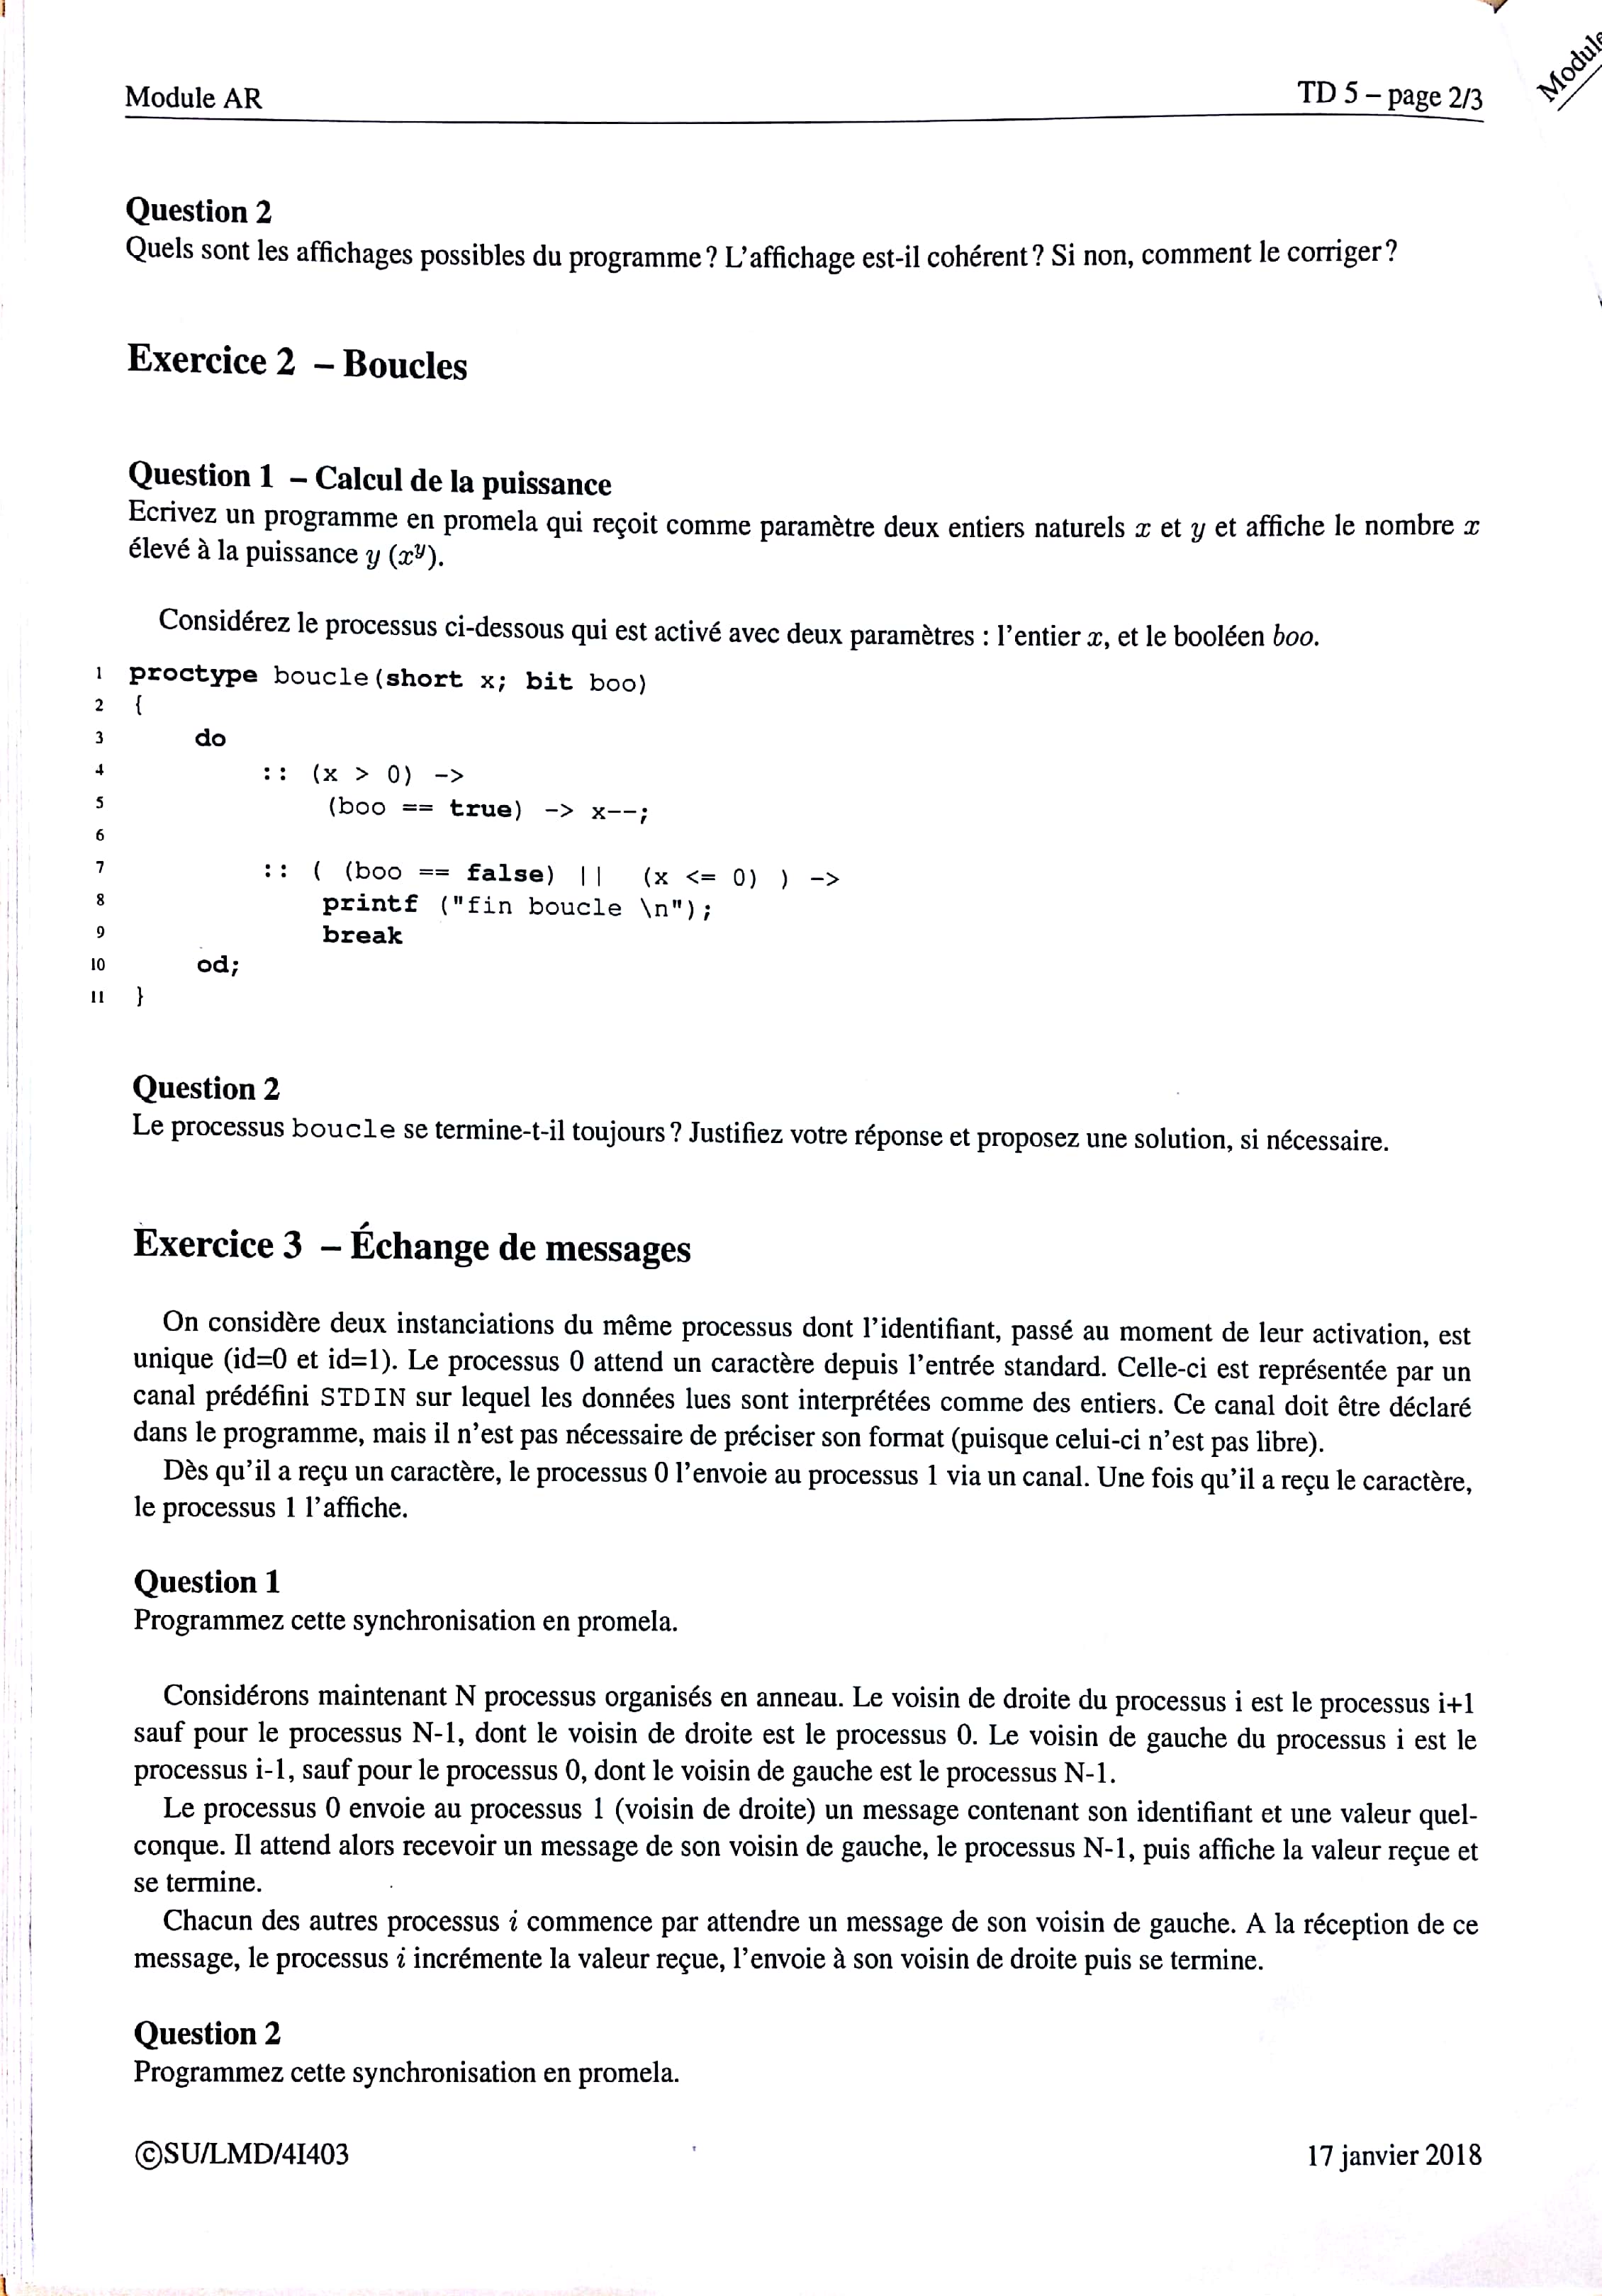 Module AR
TD 5 – page 2/3
Module
Question 2
Quels sont les affichages possibles du programme ? L'affichage est-il cohérent ? Si non, comment le corriger ?
Exercice 2 – Boucles
Question 1 – Calcul de la puissance
Ecrivez un programme en promela qui reçoit comme paramètre deux entiers naturels x et y et affiche le nombre x
élevé à la puissance y (xʸ).
Considérez le processus ci-dessous qui est activé avec deux paramètres : l'entier x, et le booléen boo.
1 proctype boucle(short x; bit boo)
2 {
3 do
4 :: (x > 0) ->
5 (boo == true) -> x--;
6
7 :: ( (boo == false) || (x <= 0) ) ->
8 printf ("fin boucle \n");
9 break
10 od;
11 }
Question 2
Le processus boucle se termine-t-il toujours ? Justifiez votre réponse et proposez une solution, si nécessaire.
Exercice 3 – Échange de messages
On considère deux instanciations du même processus dont l'identifiant, passé au moment de leur activation, est
unique (id=0 et id=1). Le processus 0 attend un caractère depuis l'entrée standard. Celle-ci est représentée par un
canal prédéfini STDIN sur lequel les données lues sont interprétées comme des entiers. Ce canal doit être déclaré
dans le programme, mais il n'est pas nécessaire de préciser son format (puisque celui-ci n'est pas libre).
Dès qu'il a reçu un caractère, le processus 0 l'envoie au processus 1 via un canal. Une fois qu'il a reçu le caractère,
le processus 1 l'affiche.
Question 1
Programmez cette synchronisation en promela.
Considérons maintenant N processus organisés en anneau. Le voisin de droite du processus i est le processus i+1
sauf pour le processus N-1, dont le voisin de droite est le processus 0. Le voisin de gauche du processus i est le
processus i-1, sauf pour le processus 0, dont le voisin de gauche est le processus N-1.
Le processus 0 envoie au processus 1 (voisin de droite) un message contenant son identifiant et une valeur quel-
conque. Il attend alors recevoir un message de son voisin de gauche, le processus N-1, puis affiche la valeur reçue et
se termine.
Chacun des autres processus i commence par attendre un message de son voisin de gauche. A la réception de ce
message, le processus i incrémente la valeur reçue, l'envoie à son voisin de droite puis se termine.
Question 2
Programmez cette synchronisation en promela.
©SU/LMD/4I403
17 janvier 2018